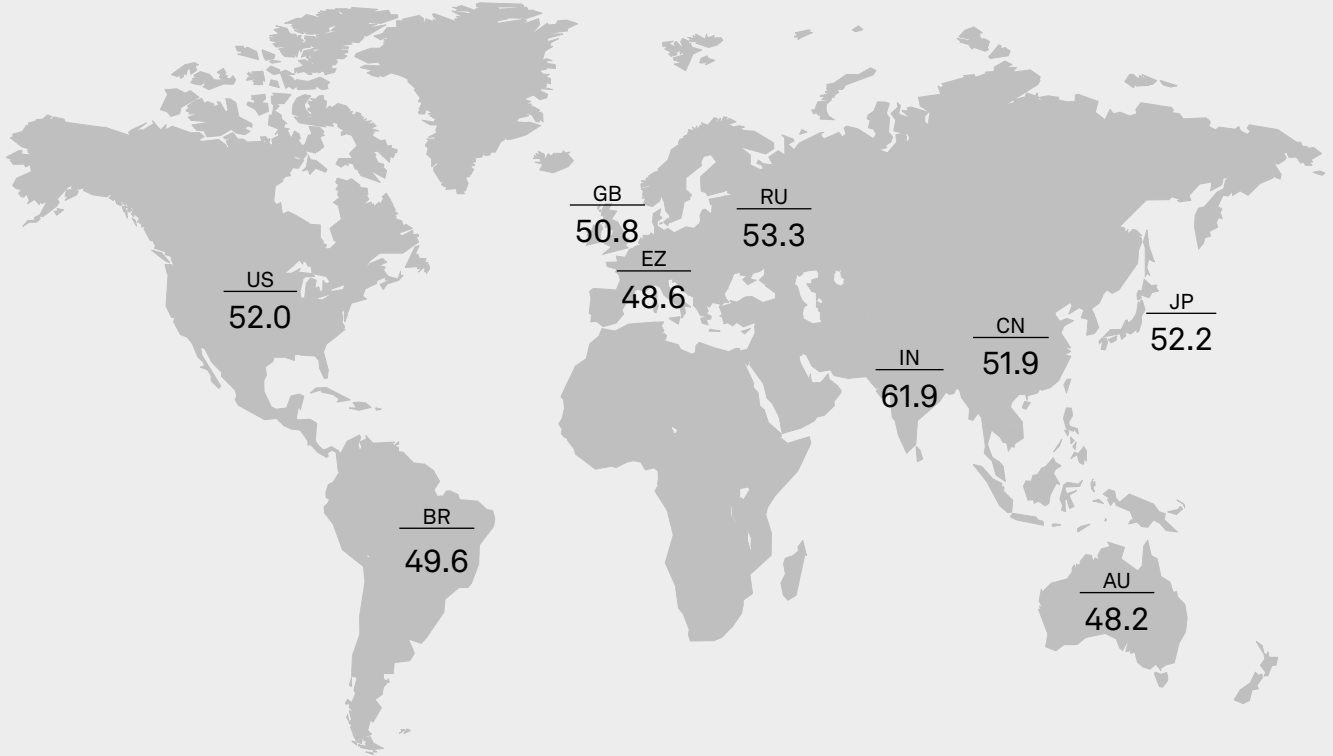 GB
50.8
RU
53.3
EZ
48.6
US
52.0
JP
52.2
CN
51.9
IN
61.9
BR
49.6
AU
48.2